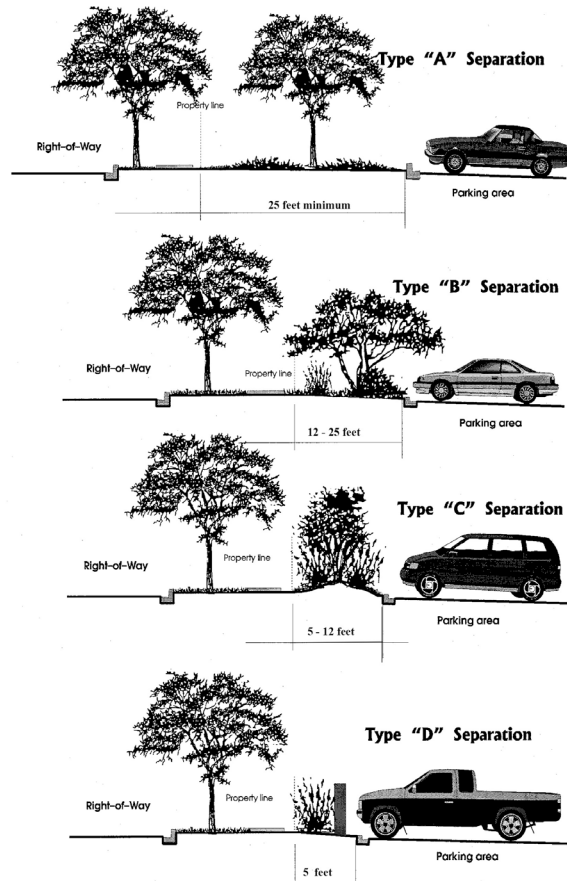 Type “A” Separation
Property line
Right-of-Way
Parking area
25 feet minimum
Type “B” Separation
Right-of-Way
Property line
Parking area
12 - 25 feet
Type “C” Separation
Property line
Right-of-Way
Parking area
5 - 12 feet
Type “D” Separation
Right-of-Way
Property line
Parking area
5 feet